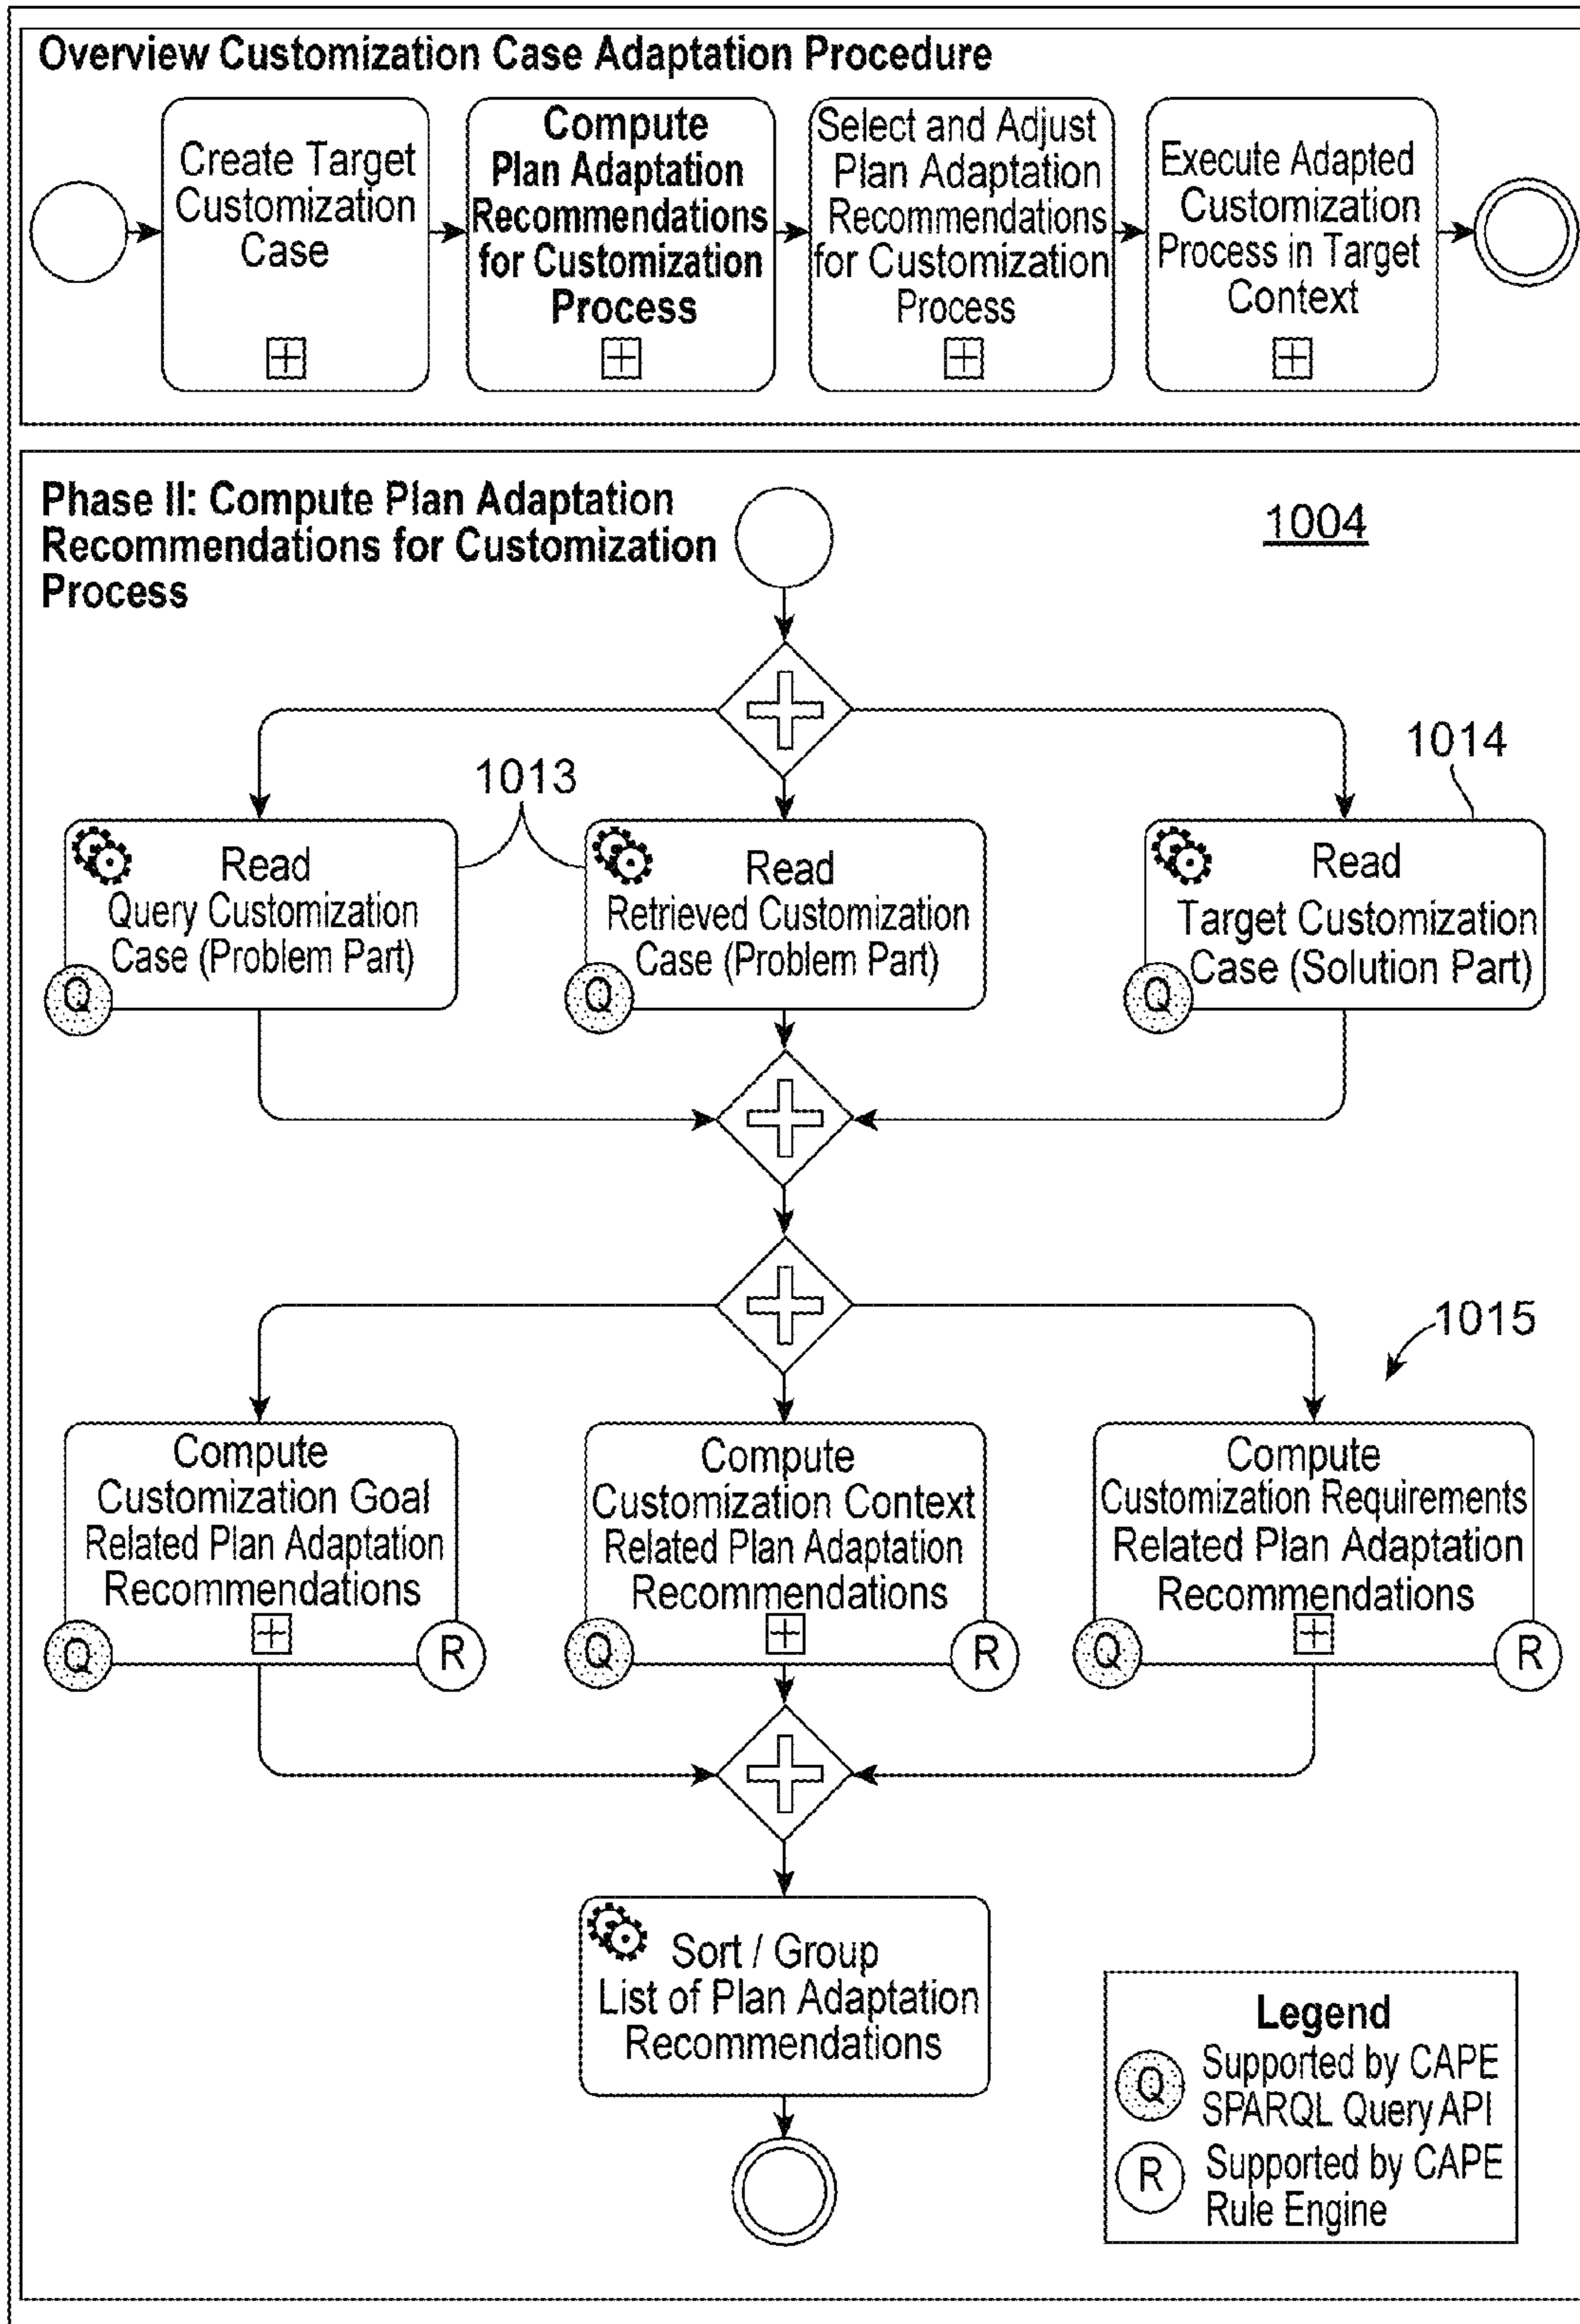 Overview Customization Case Adaptation Procedure
Create Target
Customization
Case
Compute
Plan Adaptation
Recommendations
for Customization
Process
Select and Adjust
Plan Adaptation
Recommendations
for Customization
Process
Execute Adapted
Customization
Process in Target
Context
Phase II: Compute Plan Adaptation
Recommendations for Customization
Process
1004
1013
1014
Read
Query Customization
Case (Problem Part)
Q
Read
Retrieved Customization
Case (Problem Part)
Q
Read
Target Customization
Case (Solution Part)
Q
1015
Compute
Customization Goal
Related Plan Adaptation
Recommendations
Q
R
Compute
Customization Context
Related Plan Adaptation
Recommendations
Q
R
Compute
Customization Requirements
Related Plan Adaptation
Recommendations
Q
R
Sort / Group
List of Plan Adaptation
Recommendations
Legend
Q
Supported by CAPE
SPARQL Query API
R
Supported by CAPE
Rule Engine